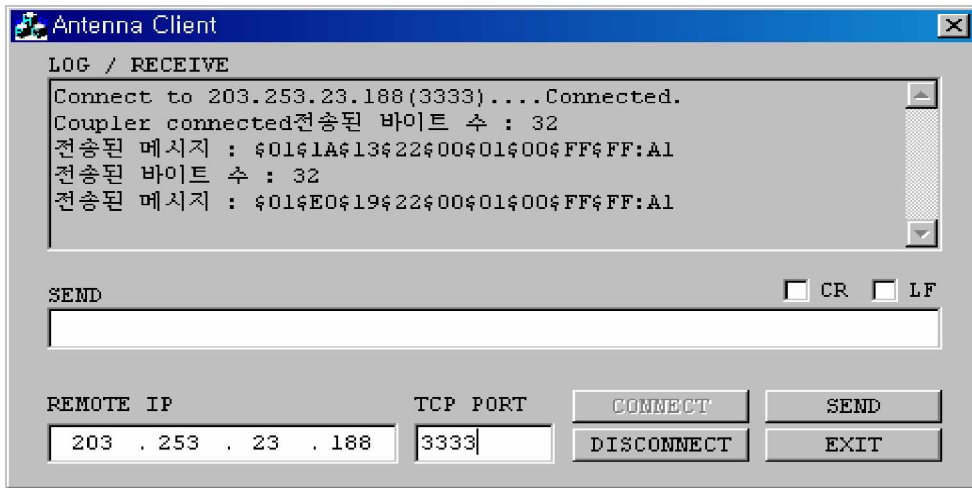 Antenna Client
LOG / RECEIVE
Connect to 203.253.23.188(3333)....Connected.
Coupler connected전송된 바이트 수 : 32
전송된 메시지 : $01$1A$13$22$00$01$00$FF$FF:A1
전송된 바이트 수 : 32
전송된 메시지 : $01$E0$19$22$00$01$00$FF$FF:A1
SEND
CR LF
REMOTE IP TCP PORT CONNECT SEND
203 . 253 . 23 . 188 3333 DISCONNECT EXIT